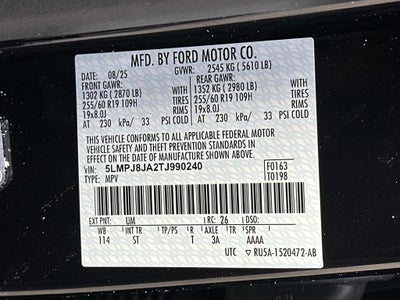 MFD. BY FORD MOTOR CO.
DATE: 08/25 GVWR: 2545 KG ( 5610 LB)
FRONT GAWR: REAR GAWR:
1302 KG ( 2870 LB) WITH 1352 KG ( 2980 LB) WITH
255/60 R19 109H TIRES 255/60 R19 109H TIRES
19x8.0J RIMS 19x8.0J RIMS
AT 230 kPa/ 33 PSI COLD AT 230 kPa/ 33 PSI COLD
THIS VEHICLE CONFORMS TO ALL APPLICABLE FEDERAL MOTOR
VEHICLE SAFETY AND THEFT PREVENTION STANDARDS
IN EFFECT ON THE DATE OF MANUFACTURE SHOWN ABOVE.
VIN: 5LMPJ8JA2TJ990240 F0163
TYPE: MPV T0198
EXT PNT: UM RC: 26 DSO:
WB INT TR TP/PS R AXLE TR SPR
114 ST T 3A AAAA
UTC RU5A-1520472-AB